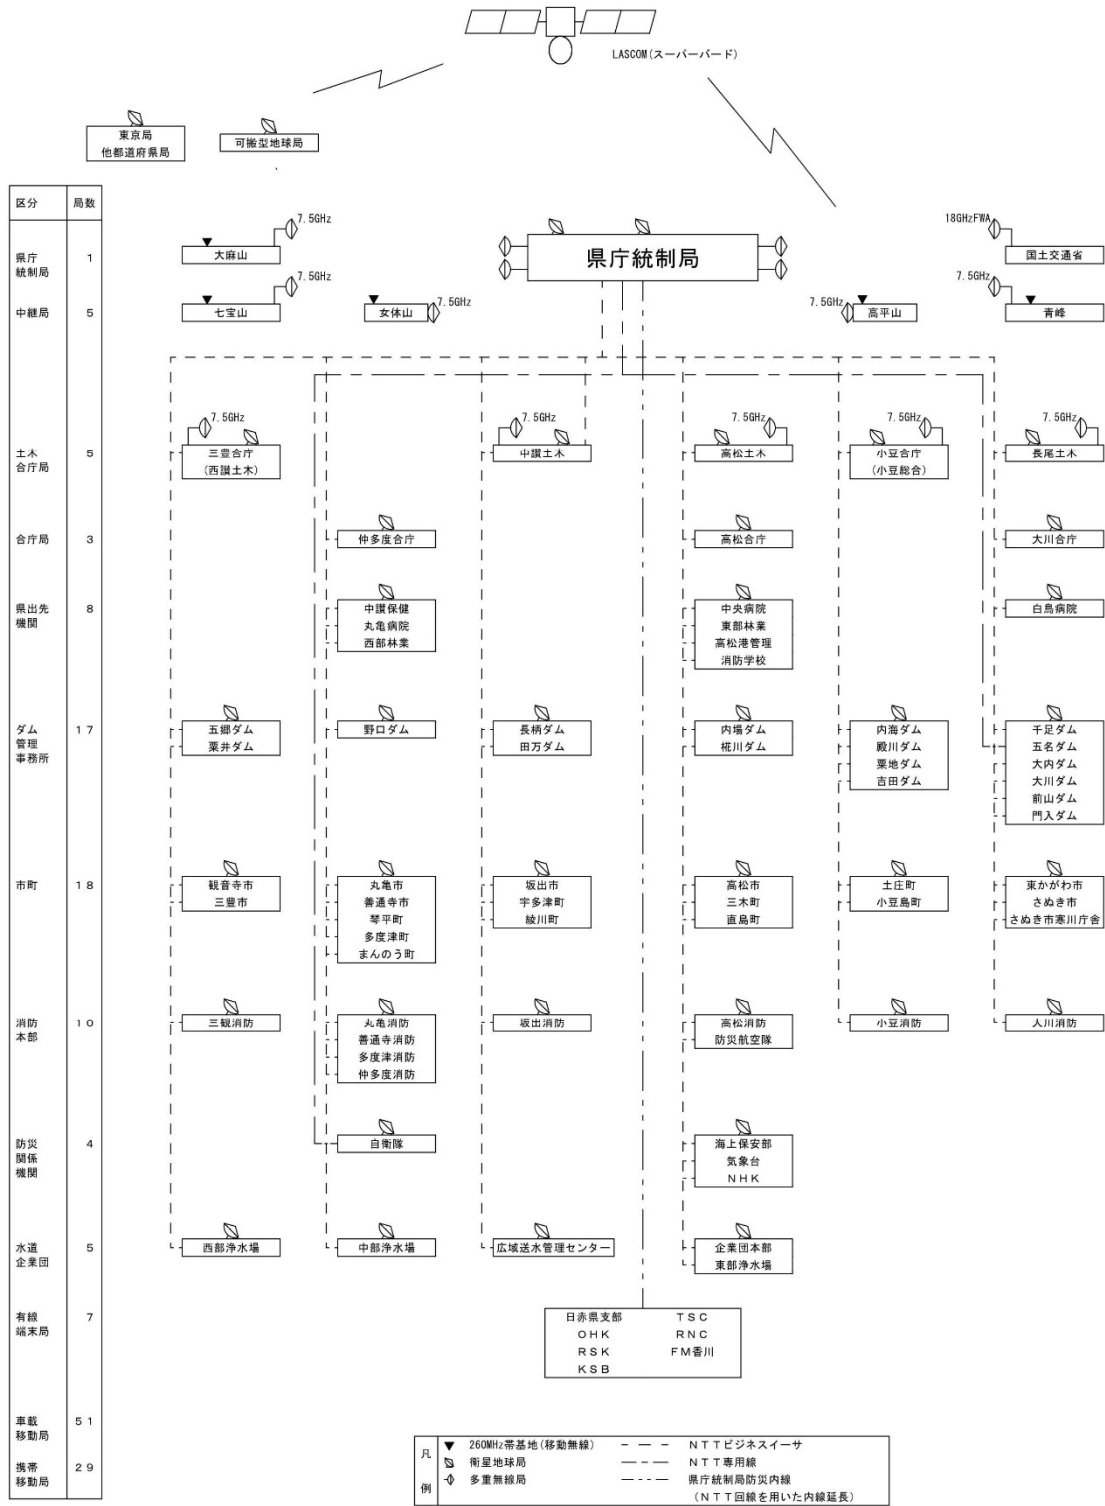 LASCOM(スーパーバード)
東京局
他都道府県局
可搬型地球局
区分 局数
7.5GHz
18GHzFWA
県庁
統制局 1
大麻山
県庁統制局
国土交通省
7.5GHz
7.5GHz
7.5GHz
7.5GHz
中継局 5
七宝山
女体山
高平山
青峰
7.5GHz
7.5GHz
7.5GHz
7.5GHz
7.5GHz
土木
合庁局 5
三豊合庁
(西讃土木)
中讃土木
高松土木
小豆合庁
(小豆総合)
長尾土木
合庁局 3
仲多度合庁
高松合庁
大川合庁
県出先
機関 8
中讃保健
丸亀病院
西部林業
中央病院
東部林業
高松港管理
消防学校
白鳥病院
ダム
管理
事務所 17
五郷ダム
粟井ダム
野口ダム
長柄ダム
田万ダム
内場ダム
椛川ダム
内海ダム
殿川ダム
粟地ダム
吉田ダム
千足ダム
五名ダム
大内ダム
大川ダム
前山ダム
門入ダム
市町 18
観音寺市
三豊市
丸亀市
善通寺市
琴平町
多度津町
まんのう町
坂出市
宇多津町
綾川町
高松市
三木町
直島町
土庄町
小豆島町
東かがわ市
さぬき市
さぬき市寒川庁舎
消防
本部 10
三観消防
丸亀消防
善通寺消防
多度津消防
仲多度消防
坂出消防
高松消防
防災航空隊
小豆消防
大川消防
防災
関係
機関 4
自衛隊
海上保安部
気象台
NHK
水道
企業団 5
西部浄水場
中部浄水場
広域送水管理センター
企業団本部
東部浄水場
有線
端末局 7
日赤県支部 TSC
OHK RNC
RSK FM香川
KSB
車載
移動局 51
携帯
移動局 29
凡例
260MHz帯基地(移動無線) NTTビジネスイーサ
衛星地球局 NTT専用線
多重無線局 県庁統制局防災内線
(NTT回線を用いた内線延長)